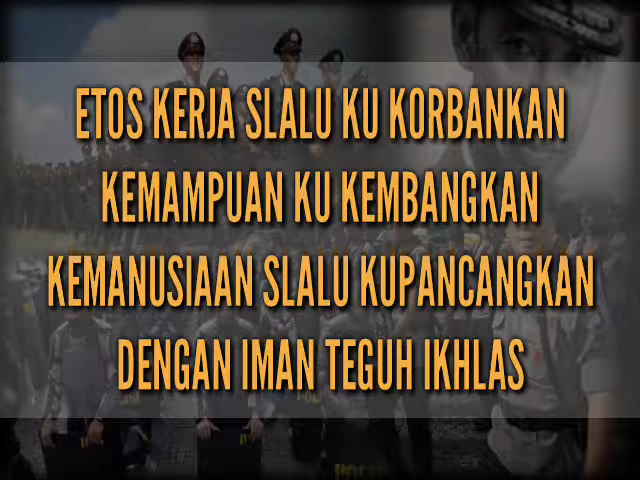 ETOS KERJA SLALU KU KORBANKAN
KEMAMPUAN KU KEMBANGKAN
KEMANUSIAAN SLALU KUPANCANGKAN
DENGAN IMAN TEGUH IKHLAS